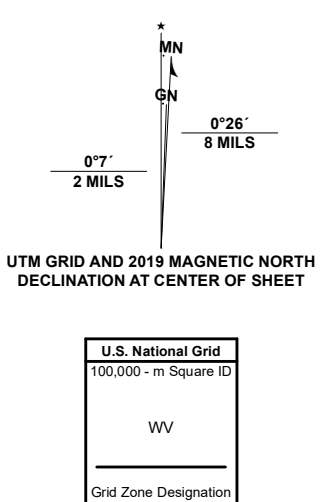 ★
MN
GN
0°26´
8 MILS
0°7´
2 MILS
UTM GRID AND 2019 MAGNETIC NORTH
DECLINATION AT CENTER OF SHEET
U.S. National Grid
100,000 - m Square ID
WV
Grid Zone Designation